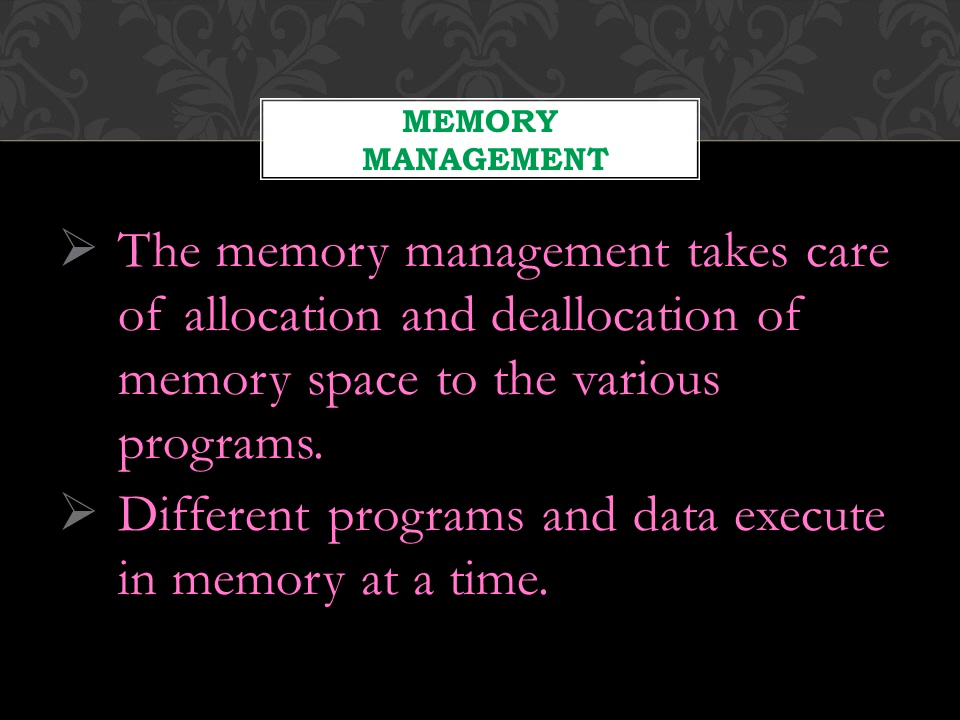 MEMORY
MANAGEMENT
➢ The memory management takes care
of allocation and deallocation of
memory space to the various
programs.
➢ Different programs and data execute
in memory at a time.